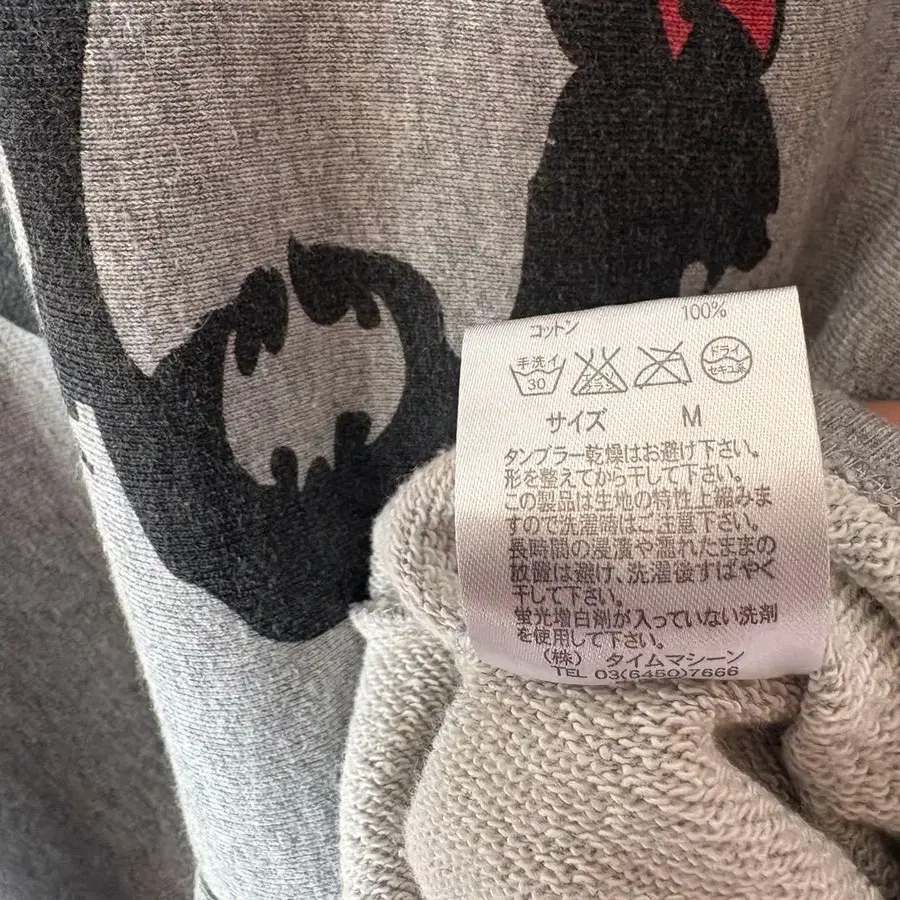 コットン 100%
手洗イ 30 エンソ サラシ ドライ セキユ系
サイズ M
タンブラー乾燥はお避け下さい。
形を整えてから干して下さい。
この製品は生地の特性上縮みま
すので洗濯時はご注意下さい。
長時間の浸漬や濡れたままの
放置は避け、洗濯後すばやく
干して下さい。
蛍光増白剤が入っていない洗剤
を使用して下さい。
(株) タイムマシーン
TEL 03(6450)7666